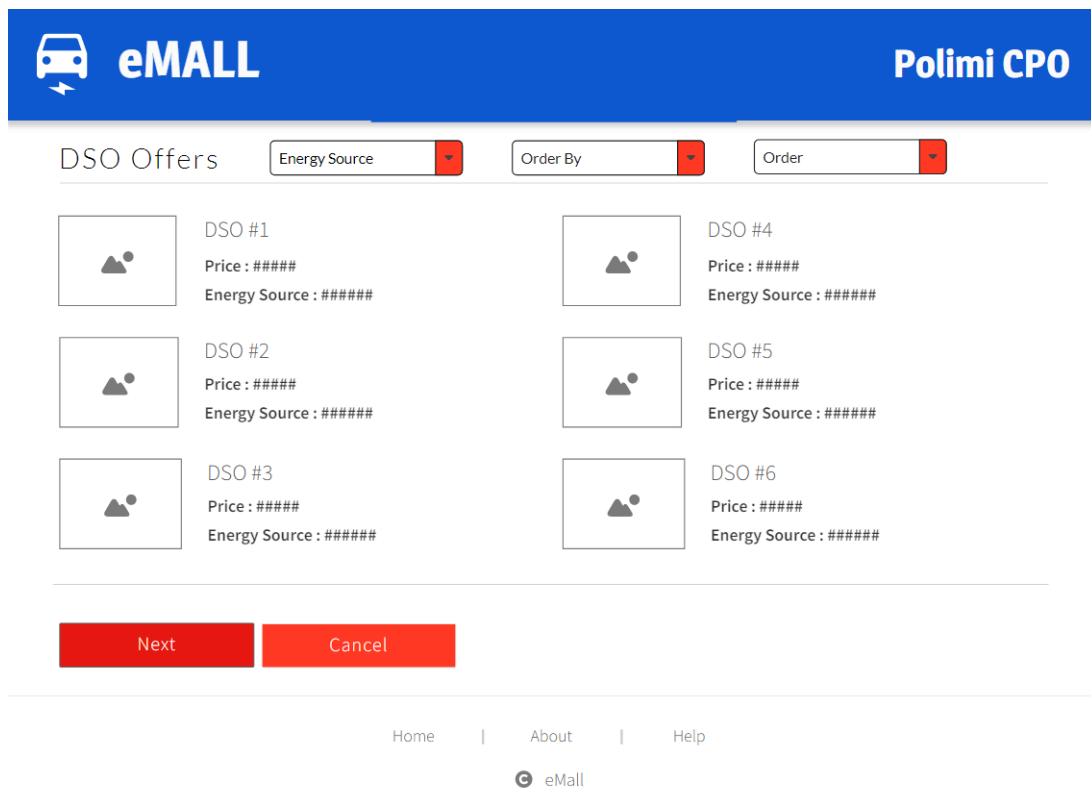 eMALL
Polimi CPO
DSO Offers
Energy Source
Order By
Order
DSO #1
Price : #####
Energy Source : ######
DSO #2
Price : #####
Energy Source : ######
DSO #3
Price : #####
Energy Source : ######
DSO #4
Price : #####
Energy Source : ######
DSO #5
Price : #####
Energy Source : ######
DSO #6
Price : #####
Energy Source : ######
Next
Cancel
Home | About | Help
© eMall